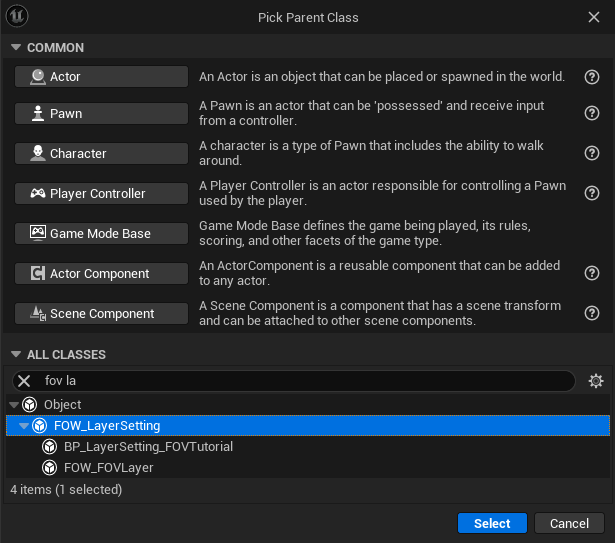 Pick Parent Class
COMMON
Actor
An Actor is an object that can be placed or spawned in the world.
Pawn
A Pawn is an actor that can be 'possessed' and receive input
from a controller.
Character
A character is a type of Pawn that includes the ability to walk
around.
Player Controller
A Player Controller is an actor responsible for controlling a Pawn
used by the player.
Game Mode Base
Game Mode Base defines the game being played, its rules,
scoring, and other facets of the game type.
Actor Component
An ActorComponent is a reusable component that can be added
to any actor.
Scene Component
A Scene Component is a component that has a scene transform
and can be attached to other scene components.
ALL CLASSES
fov la
Object
FOW_LayerSetting
BP_LayerSetting_FOVTutorial
FOW_FOVLayer
4 items (1 selected)
Select
Cancel